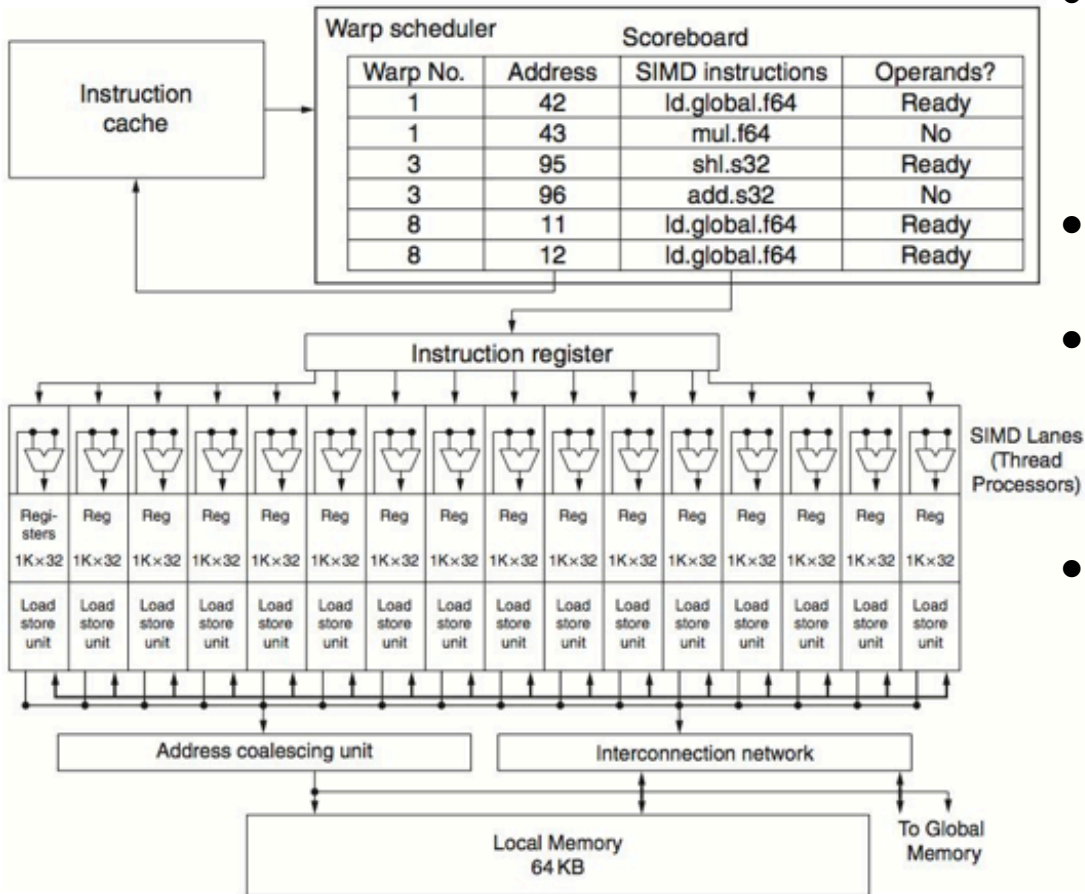 Instruction
cache
Warp scheduler
Scoreboard
Warp No. Address SIMD instructions Operands?
1 42 ld.global.f64 Ready
1 43 mul.f64 No
3 95 shl.s32 Ready
3 96 add.s32 No
8 11 ld.global.f64 Ready
8 12 ld.global.f64 Ready
Instruction register
SIMD Lanes
(Thread
Processors)
Regi- Reg Reg Reg Reg Reg Reg Reg Reg Reg Reg Reg Reg Reg Reg Reg
sters
1K×32 1K×32 1K×32 1K×32 1K×32 1K×32 1K×32 1K×32 1K×32 1K×32 1K×32 1K×32 1K×32 1K×32 1K×32 1K×32
Load Load Load Load Load Load Load Load Load Load Load Load Load Load Load Load
store store store store store store store store store store store store store store store store
unit unit unit unit unit unit unit unit unit unit unit unit unit unit unit unit
Address coalescing unit Interconnection network
Local Memory
64 KB
To Global
Memory